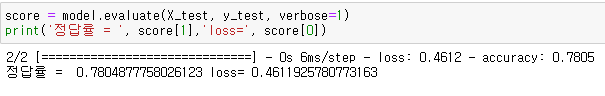 score = model.evaluate(X_test, y_test, verbose=1)
print('정답률 = ', score[1],'loss=', score[0])
2/2 [==============================] - 0s 6ms/step - loss: 0.4612 - accuracy: 0.7805
정답률 =  0.7804877758026123 loss= 0.4611925780773163